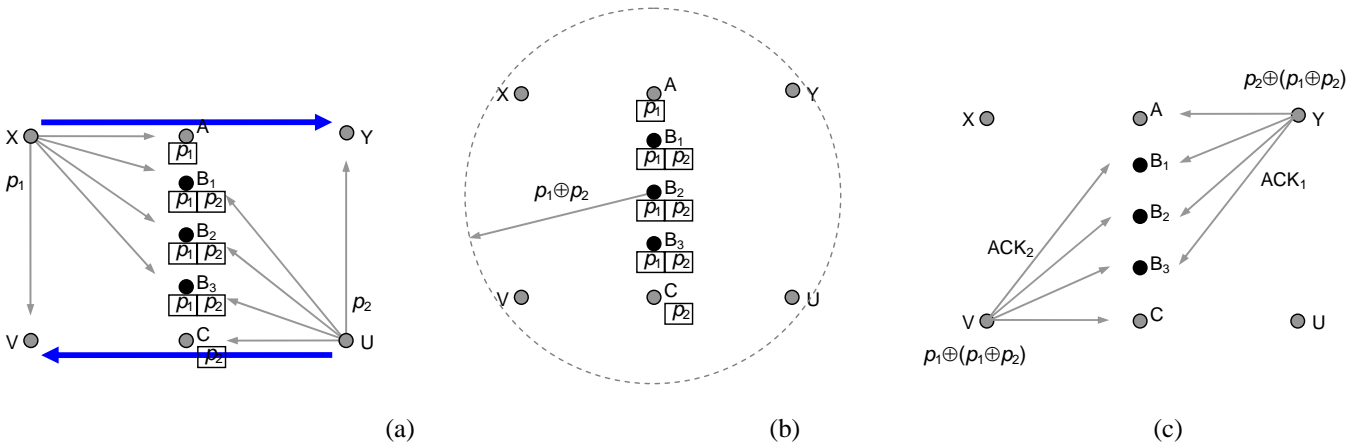 X
A
Y
p1
p1
B1
p1 p2
B2
p1 p2
B3
p1 p2
p2
V
C
U
p2
(a)
X
A
Y
p1
B1
p1 p2
p1⊕p2
B2
p1 p2
B3
p1 p2
V
C
U
p2
(b)
p2⊕(p1⊕p2)
X
A
Y
B1
ACK1
B2
ACK2
B3
V
C
U
p1⊕(p1⊕p2)
(c)